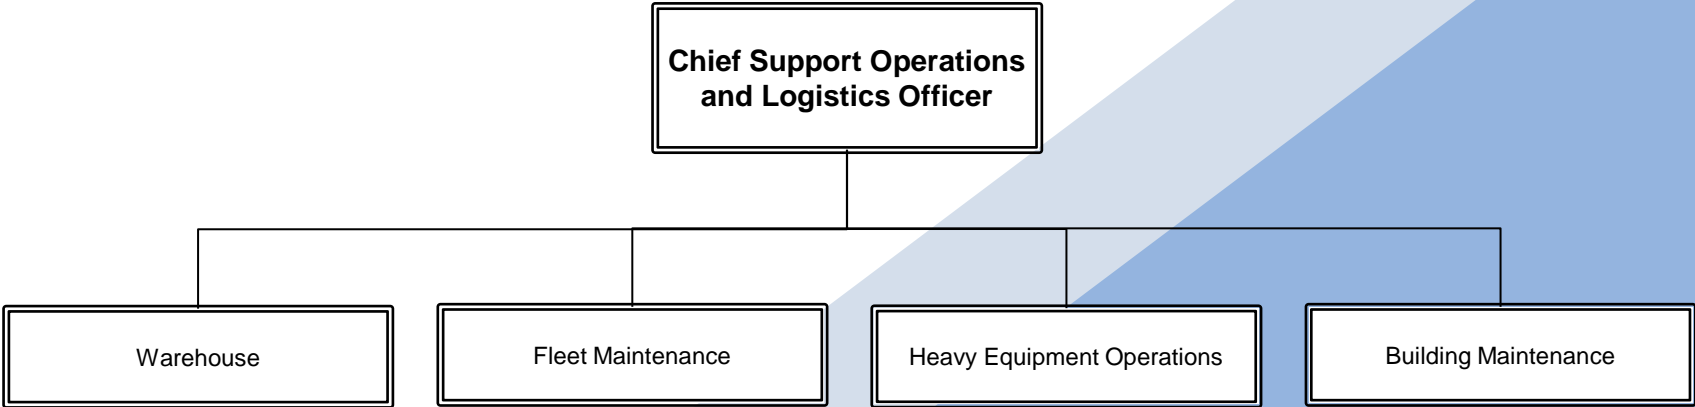 Chief Support Operations
and Logistics Officer
Warehouse
Fleet Maintenance
Heavy Equipment Operations
Building Maintenance